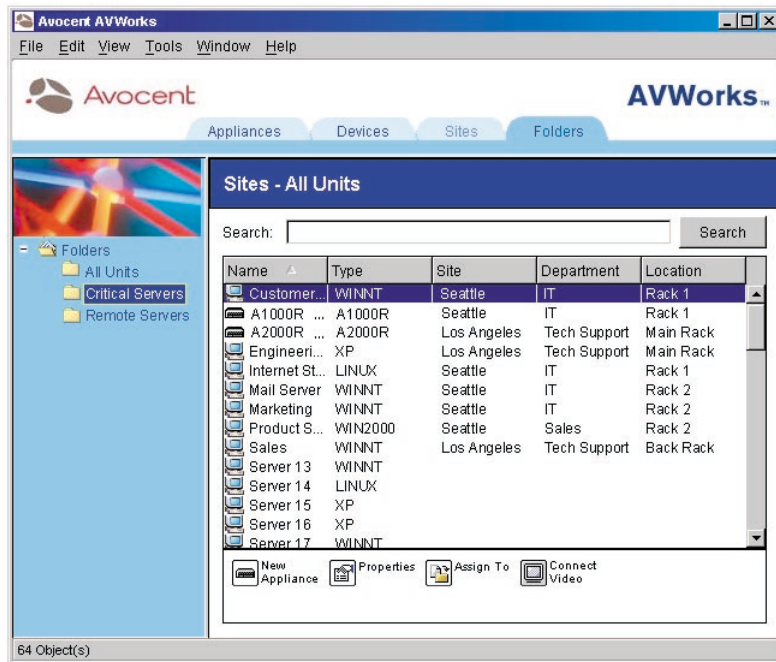 Avocent AVWorks
File Edit View Tools Window Help
Avocent
AVWorks™
Appliances Devices Sites Folders
Sites - All Units
Search: Search
Folders
All Units
Critical Servers
Remote Servers
Name Type Site Department Location
Customer... WINNT Seattle IT Rack 1
A1000R ... A1000R Seattle IT Rack 1
A2000R ... A2000R Los Angeles Tech Support Main Rack
Engineeri... XP Los Angeles Tech Support Main Rack
Internet St... LINUX Seattle IT Rack 1
Mail Server WINNT Seattle IT Rack 2
Marketing WINNT Seattle IT Rack 2
Product S... WIN2000 Seattle Sales Rack 2
Sales WINNT Los Angeles Tech Support Back Rack
Server 13 WINNT
Server 14 LINUX
Server 15 XP
Server 16 XP
Server 17 WINNT
New Appliance Properties Assign To Connect Video
64 Object(s)